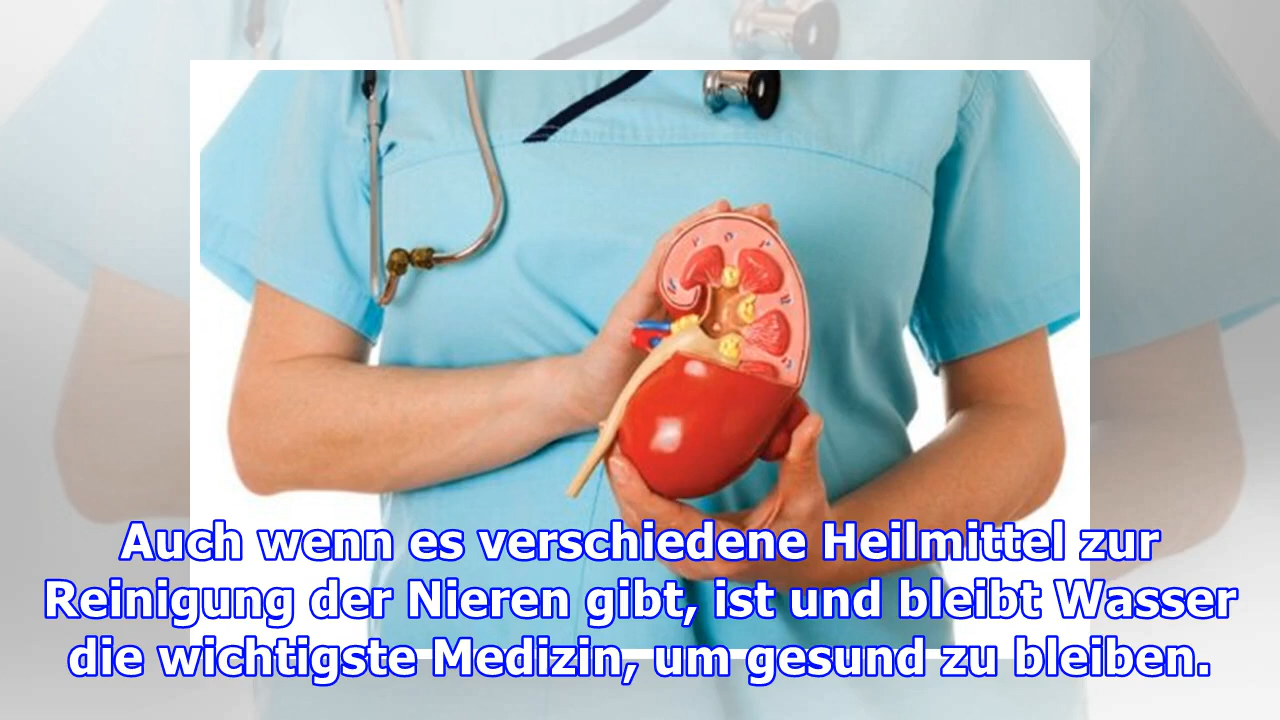 Auch wenn es verschiedene Heilmittel zur
Reinigung der Nieren gibt, ist und bleibt Wasser
die wichtigste Medizin, um gesund zu bleiben.